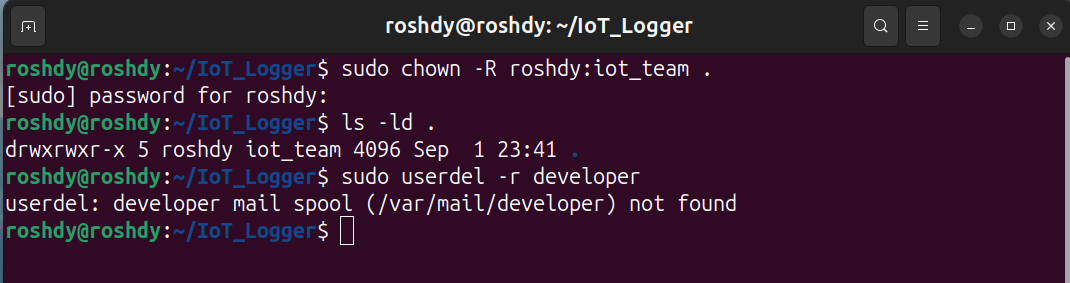 roshdy@roshdy: ~/IoT_Logger
roshdy@roshdy:~/IoT_Logger$ sudo chown -R roshdy:iot_team .
[sudo] password for roshdy:
roshdy@roshdy:~/IoT_Logger$ ls -ld .
drwxrwxr-x 5 roshdy iot_team 4096 Sep  1 23:41 .
roshdy@roshdy:~/IoT_Logger$ sudo userdel -r developer
userdel: developer mail spool (/var/mail/developer) not found
roshdy@roshdy:~/IoT_Logger$